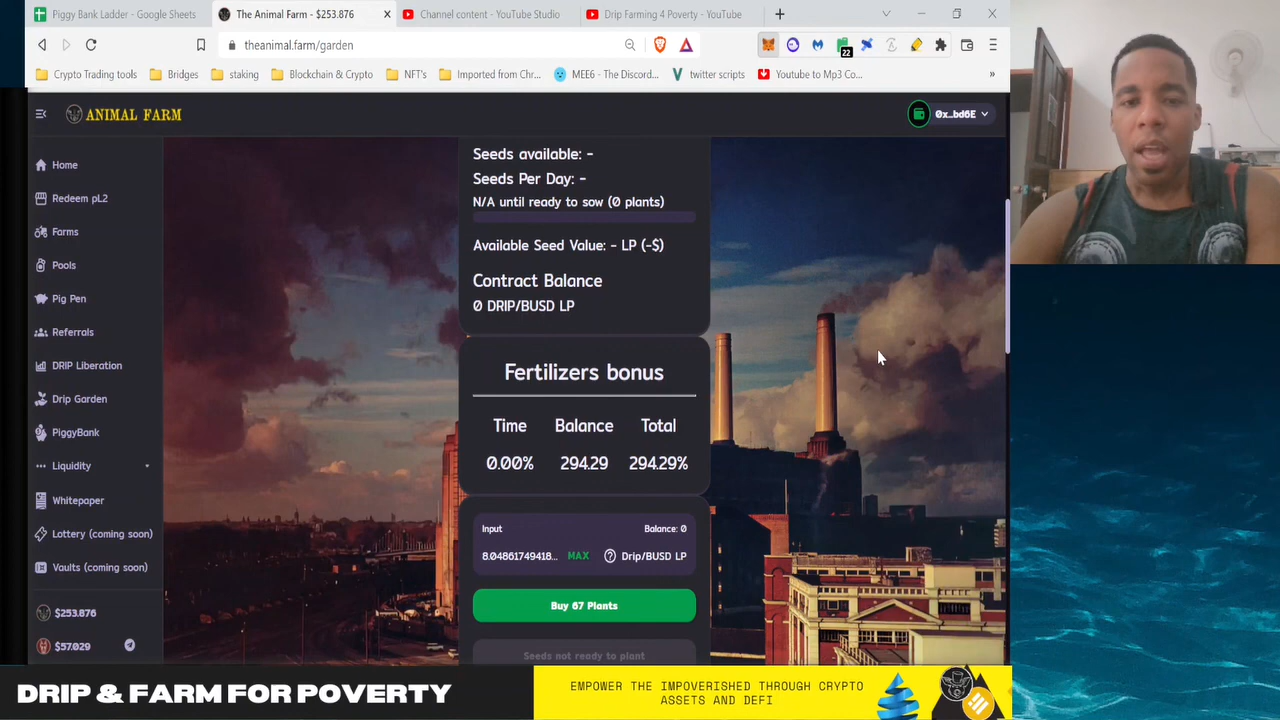 Piggy Bank Ladder - Google Sheets
The Animal Farm - $253.876
Channel content - YouTube Studio
Drip Farming 4 Poverty - YouTube
theanimal.farm/garden
22
Crypto Trading tools
Bridges
staking
Blockchain & Crypto
NFT's
Imported from Chr...
MEE6 - The Discord...
twitter scripts
Youtube to Mp3 Co...
»
ANIMAL FARM
0x...bd6E
Home
Redeem pL2
Farms
Pools
Pig Pen
Referrals
DRIP Liberation
Drip Garden
PiggyBank
Liquidity
Whitepaper
Lottery (coming soon)
Vaults (coming soon)
$253.876
$57.029
Seeds available: -
Seeds Per Day: -
N/A until ready to sow (0 plants)
Available Seed Value: - LP (-$)
Contract Balance
0 DRIP/BUSD LP
Fertilizers bonus
Time Balance Total
0.00% 294.29 294.29%
Input Balance: 0
8.04861749418... MAX Drip/BUSD LP
Buy 67 Plants
Seeds not ready to plant
DRIP & FARM FOR POVERTY
EMPOWER THE IMPOVERISHED THROUGH CRYPTO
ASSETS AND DEFI